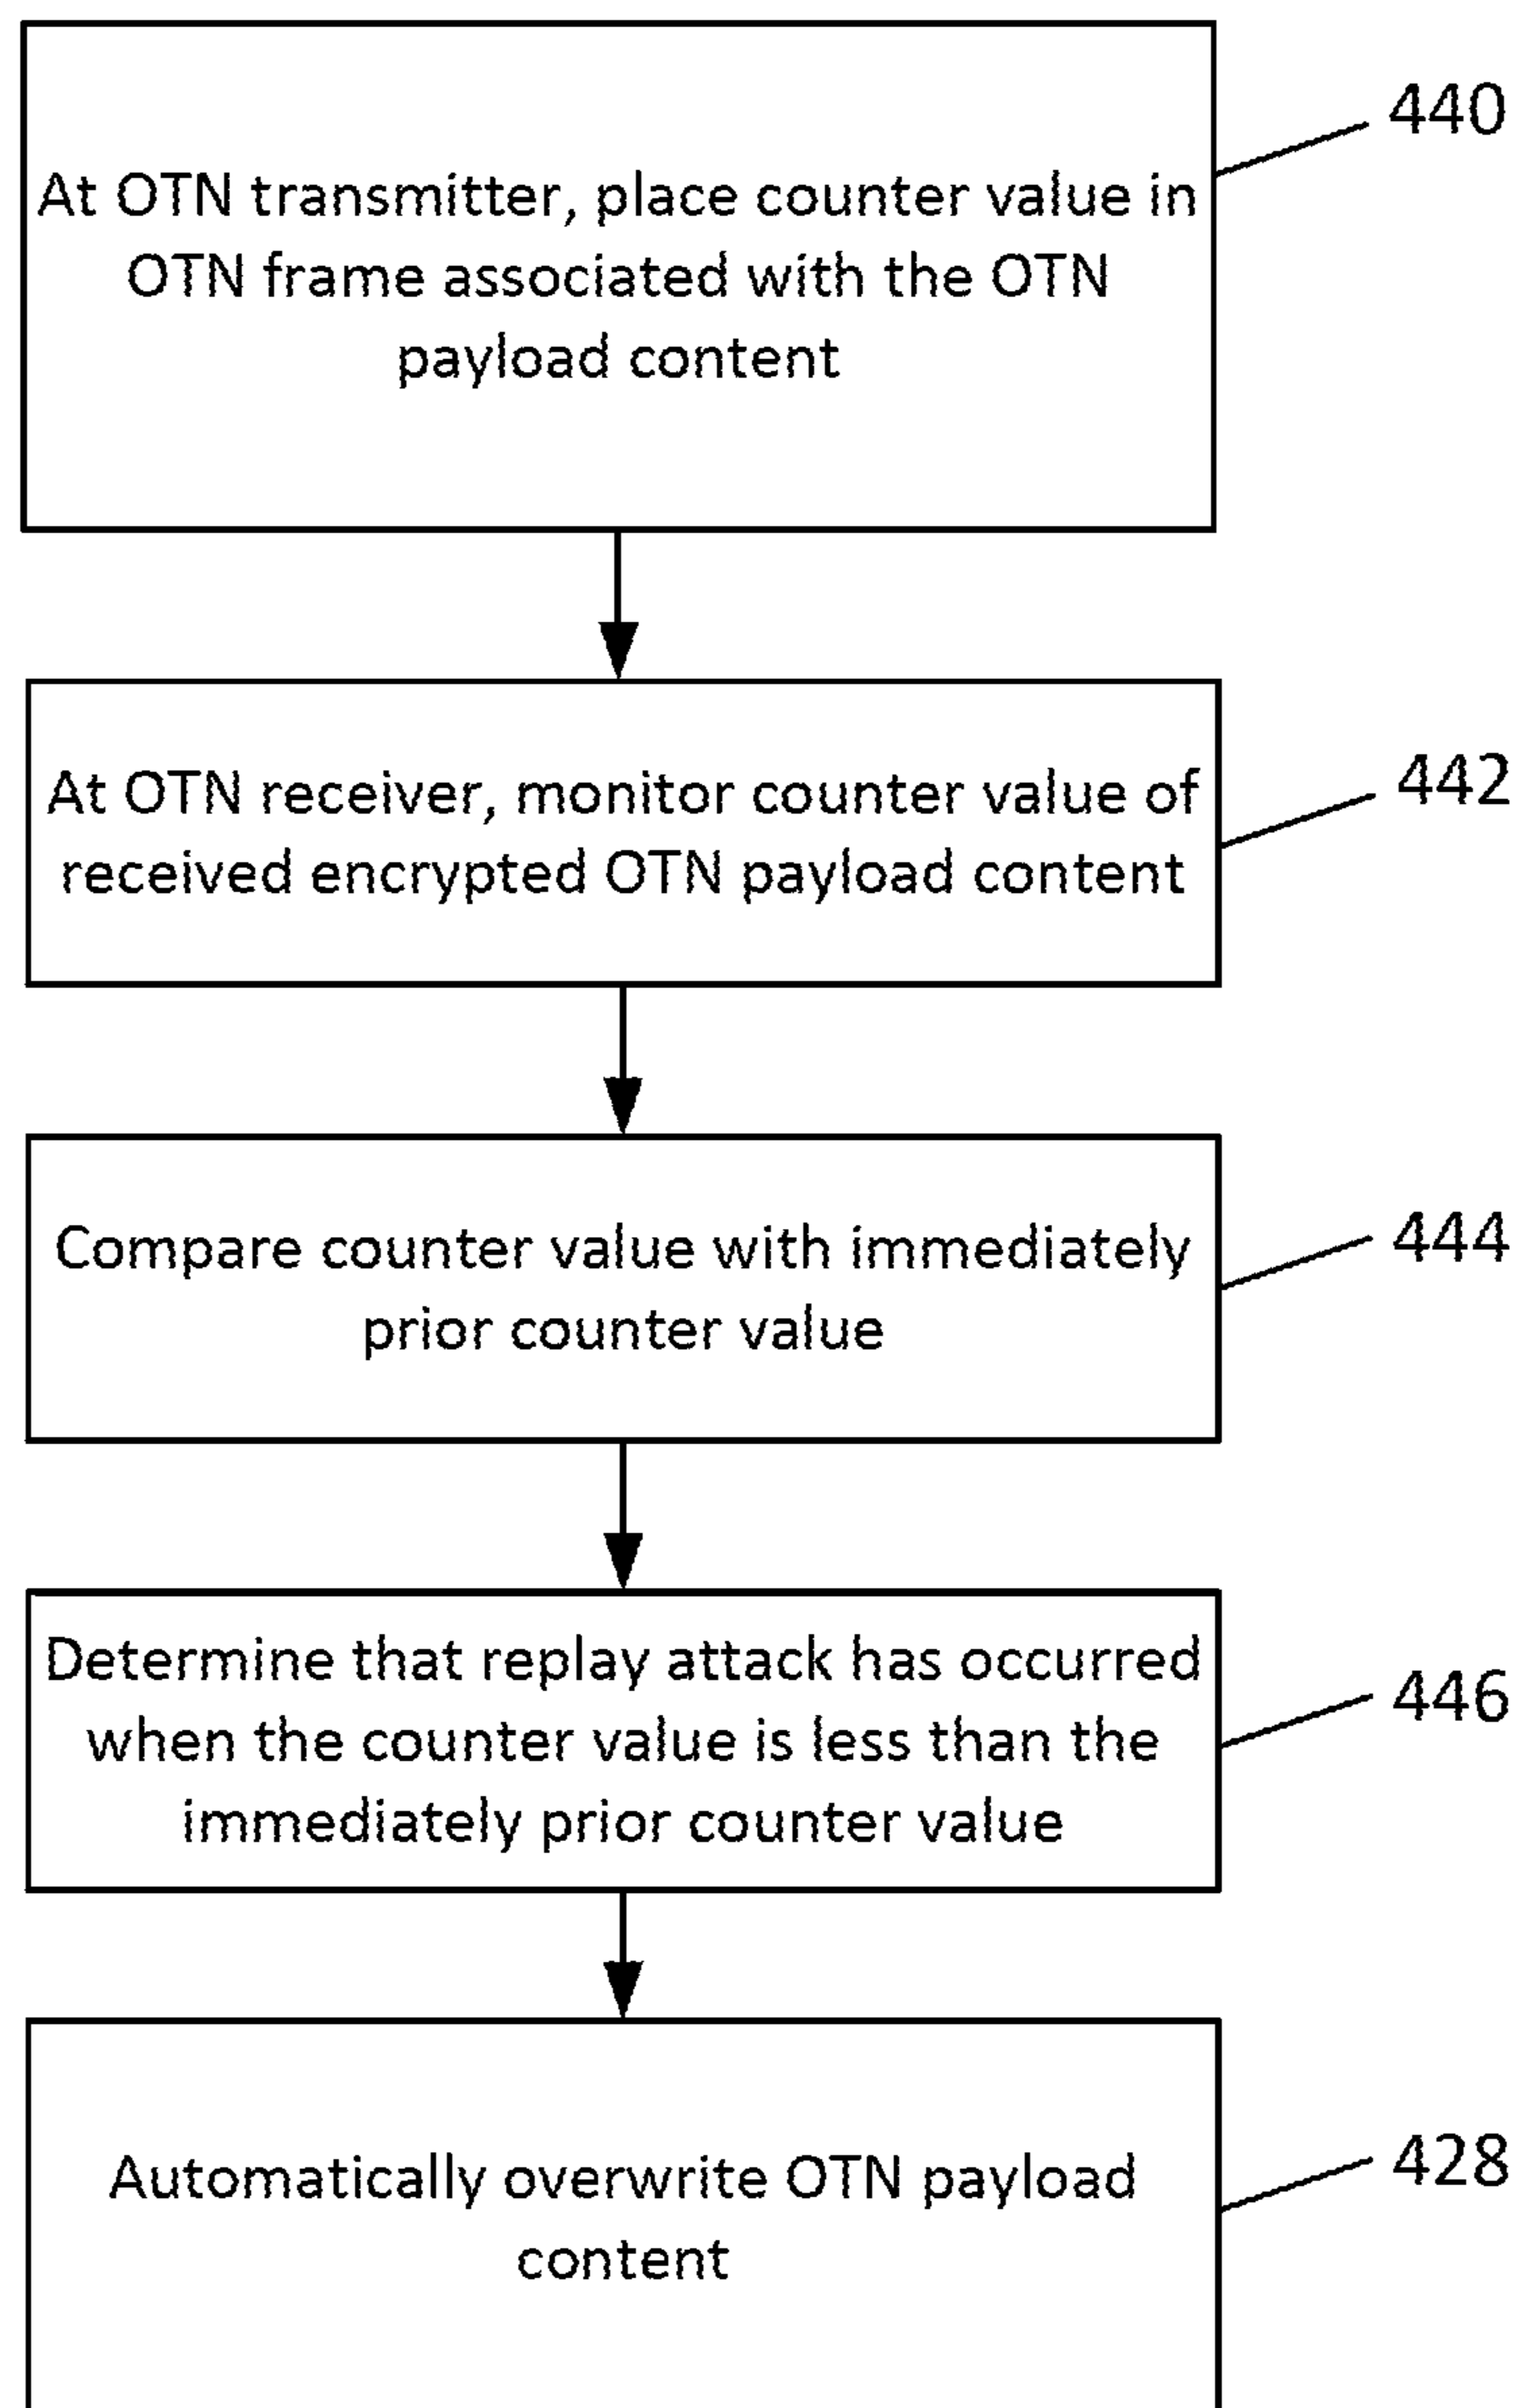 At OTN transmitter, place counter value in
OTN frame associated with the OTN
payload content
440
At OTN receiver, monitor counter value of
received encrypted OTN payload content
442
Compare counter value with immediately
prior counter value
444
Determine that replay attack has occurred
when the counter value is less than the
immediately prior counter value
446
Automatically overwrite OTN payload
content
428